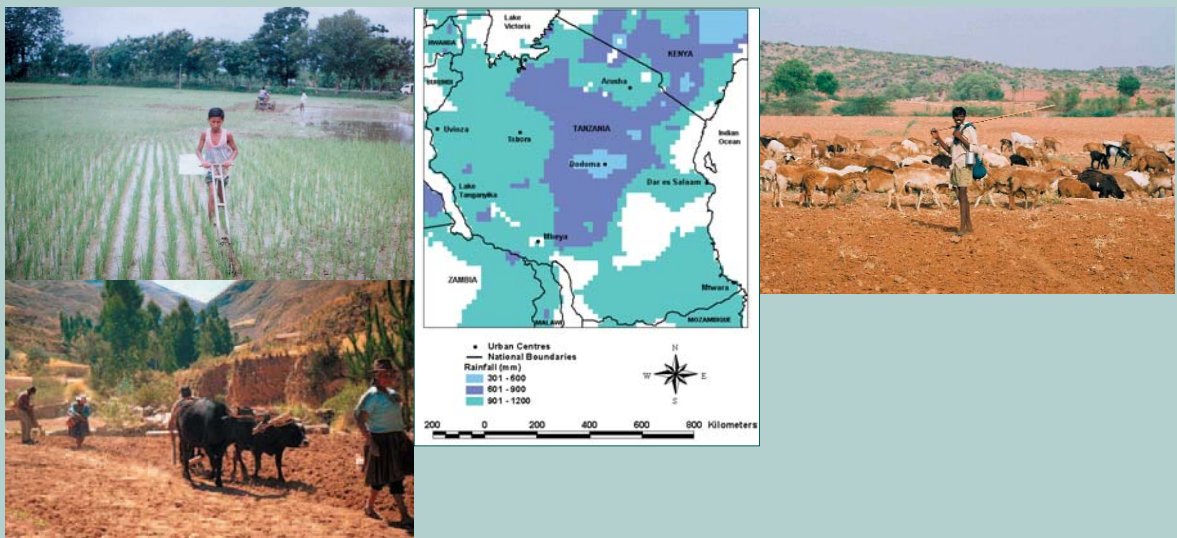 Lake
Victoria
RWANDA
KENYA
BURUNDI
Arusha
Uvinza
Tabora
TANZANIA
Indian
Ocean
Dodoma
Lake
Tanganyika
Dar es Salaam
Mbeya
ZAMBIA
Mtwara
MALAWI
MOZAMBIQUE
Urban Centres
National Boundaries
Rainfall (mm)
301 - 600
601 - 900
901 - 1200
N
W E
S
200 0 200 400 600 800 Kilometers